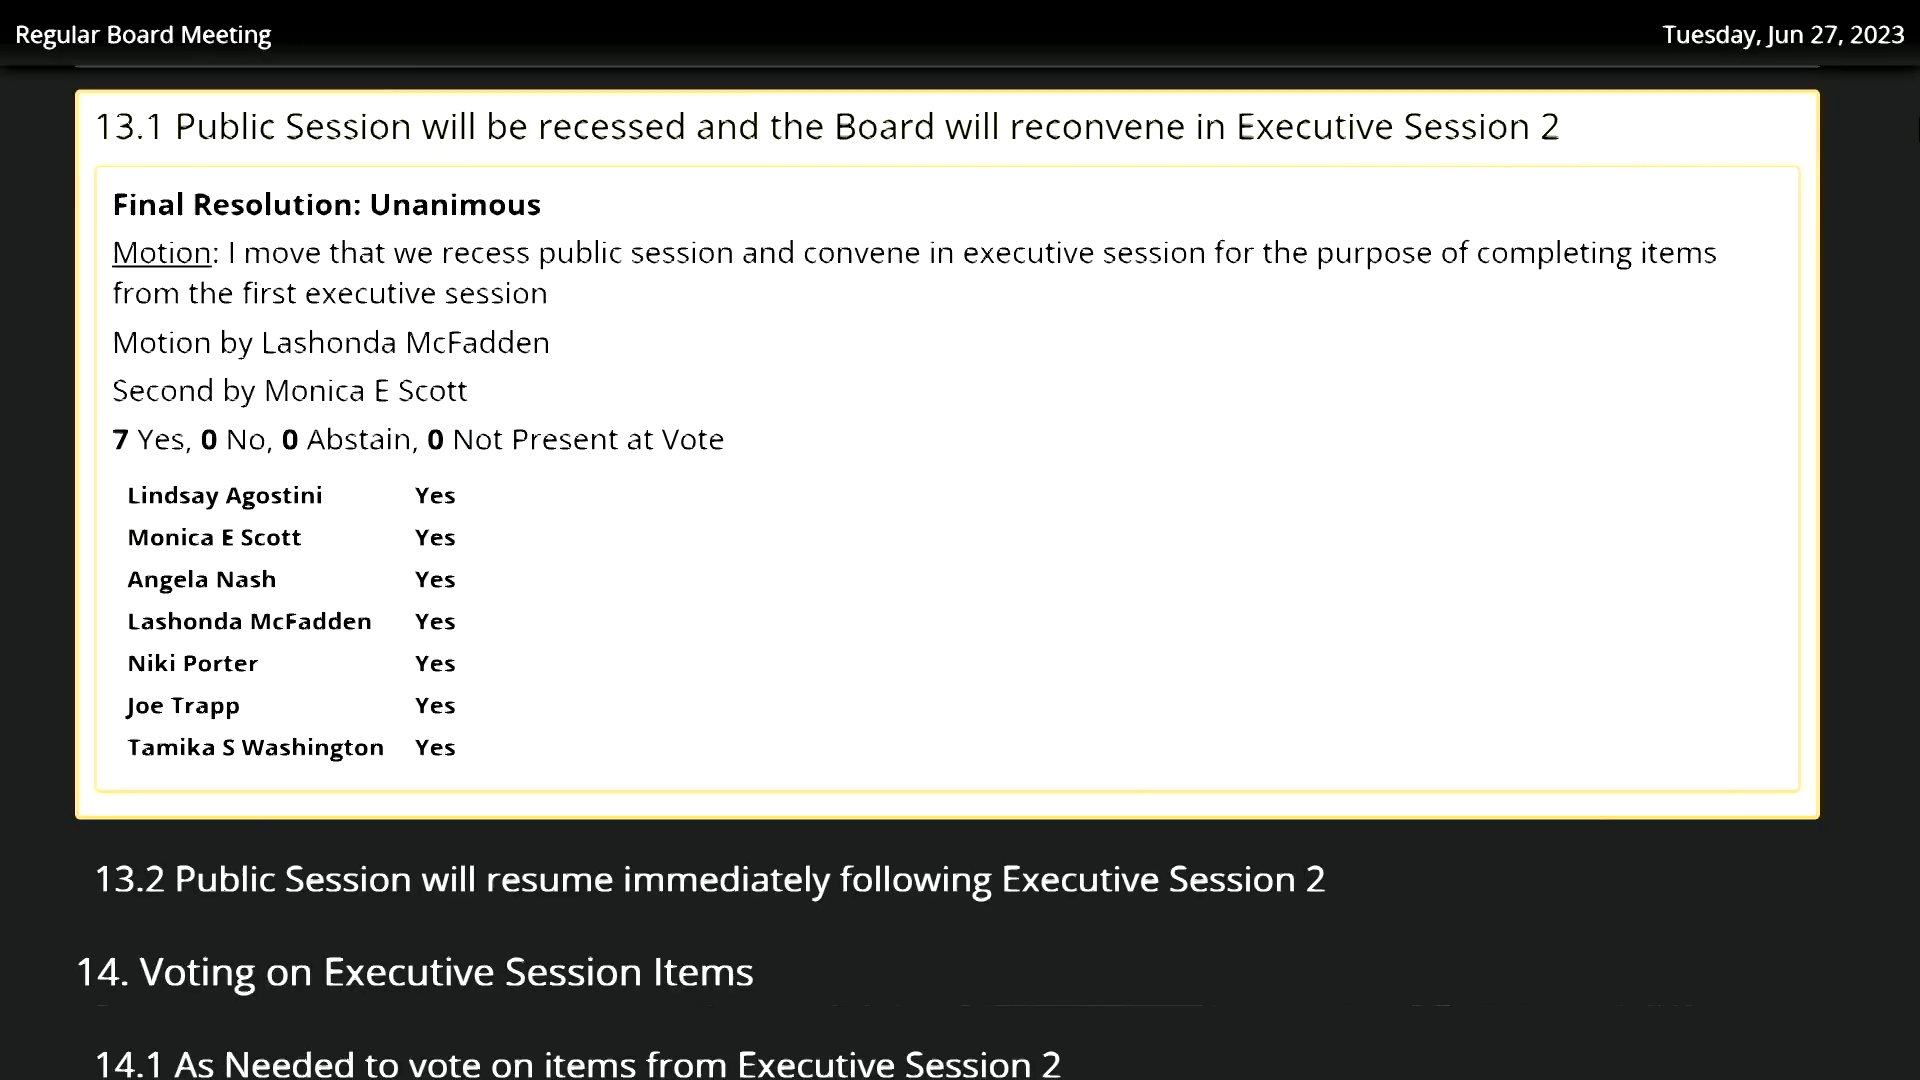 Regular Board Meeting
Tuesday, Jun 27, 2023
13.1 Public Session will be recessed and the Board will reconvene in Executive Session 2
Final Resolution: Unanimous
Motion: I move that we recess public session and convene in executive session for the purpose of completing items
from the first executive session
Motion by Lashonda McFadden
Second by Monica E Scott
7 Yes, 0 No, 0 Abstain, 0 Not Present at Vote
Lindsay Agostini Yes
Monica E Scott Yes
Angela Nash Yes
Lashonda McFadden Yes
Niki Porter Yes
Joe Trapp Yes
Tamika S Washington Yes
13.2 Public Session will resume immediately following Executive Session 2
14. Voting on Executive Session Items
14.1 As Needed to vote on items from Executive Session 2